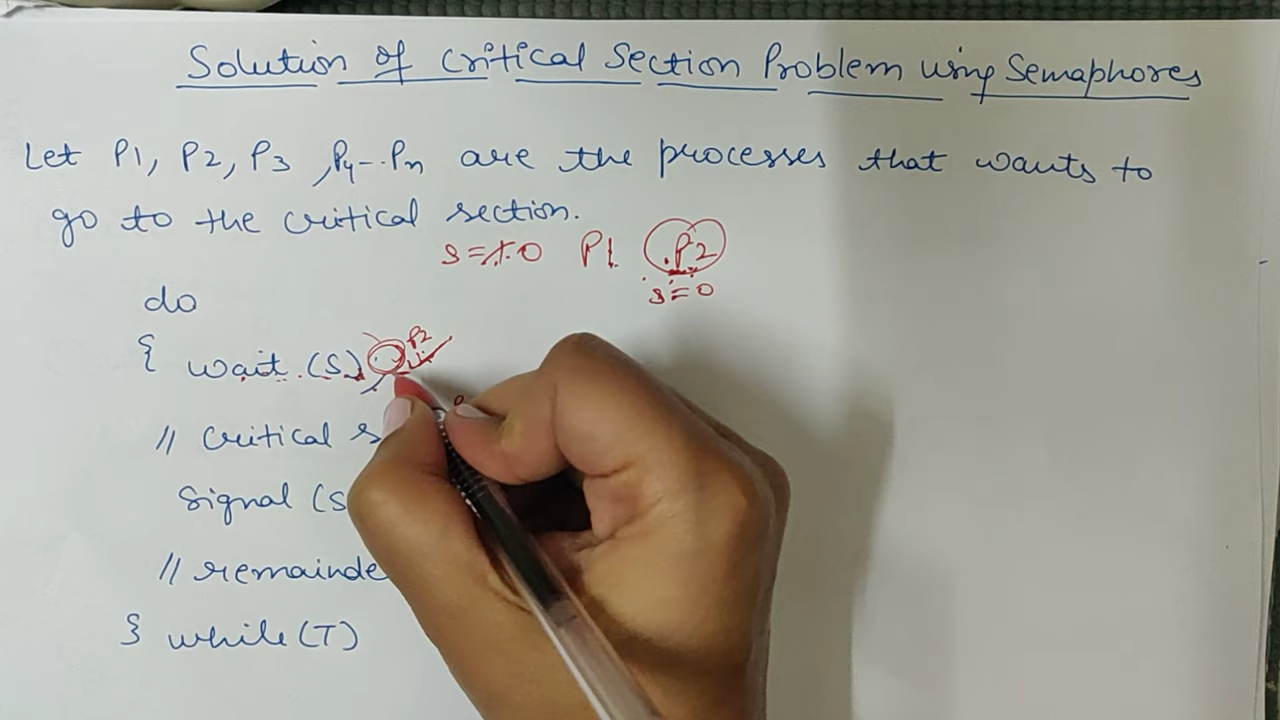 Solution of Critical Section Problem using Semaphores
Let P1, P2, P3, P4-..Pn are the processes that wants to
go to the critical section.
S=1.0 P1. P2
S=0
do
{ wait (S) P2
// critical s
signal (s
// remainde
} while (T)